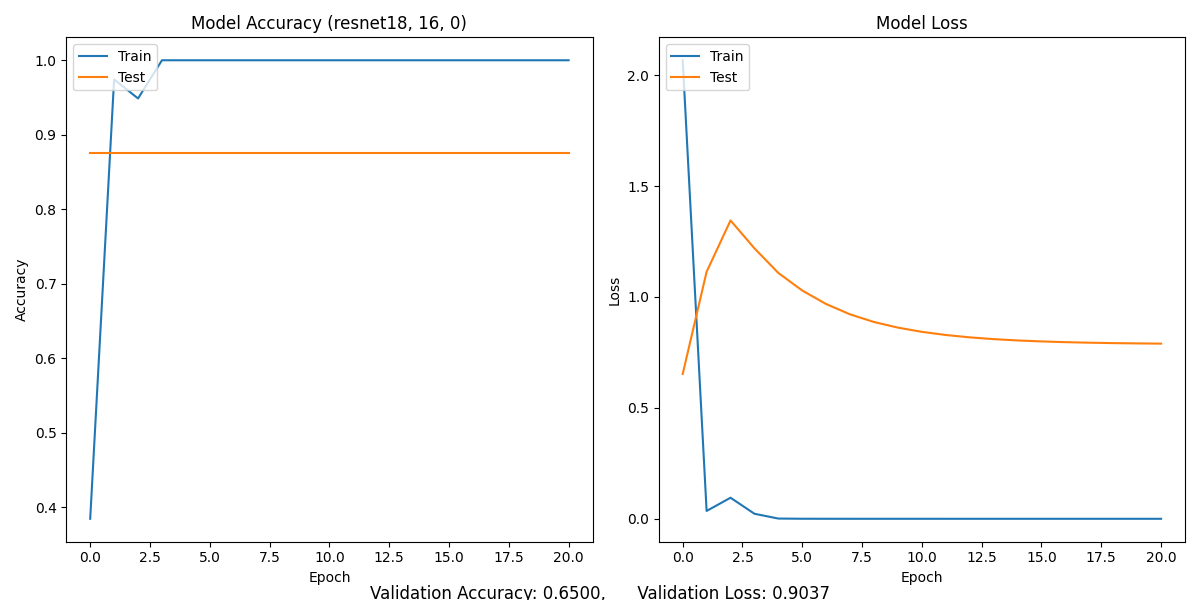 Model Accuracy (resnet18, 16, 0)
Train
Test
1.0
0.9
0.8
0.7
0.6
0.5
0.4
Accuracy
0.0 2.5 5.0 7.5 10.0 12.5 15.0 17.5 20.0
Epoch
Model Loss
Train
Test
2.0
1.5
1.0
0.5
0.0
Loss
0.0 2.5 5.0 7.5 10.0 12.5 15.0 17.5 20.0
Epoch
Validation Accuracy: 0.6500, Validation Loss: 0.9037